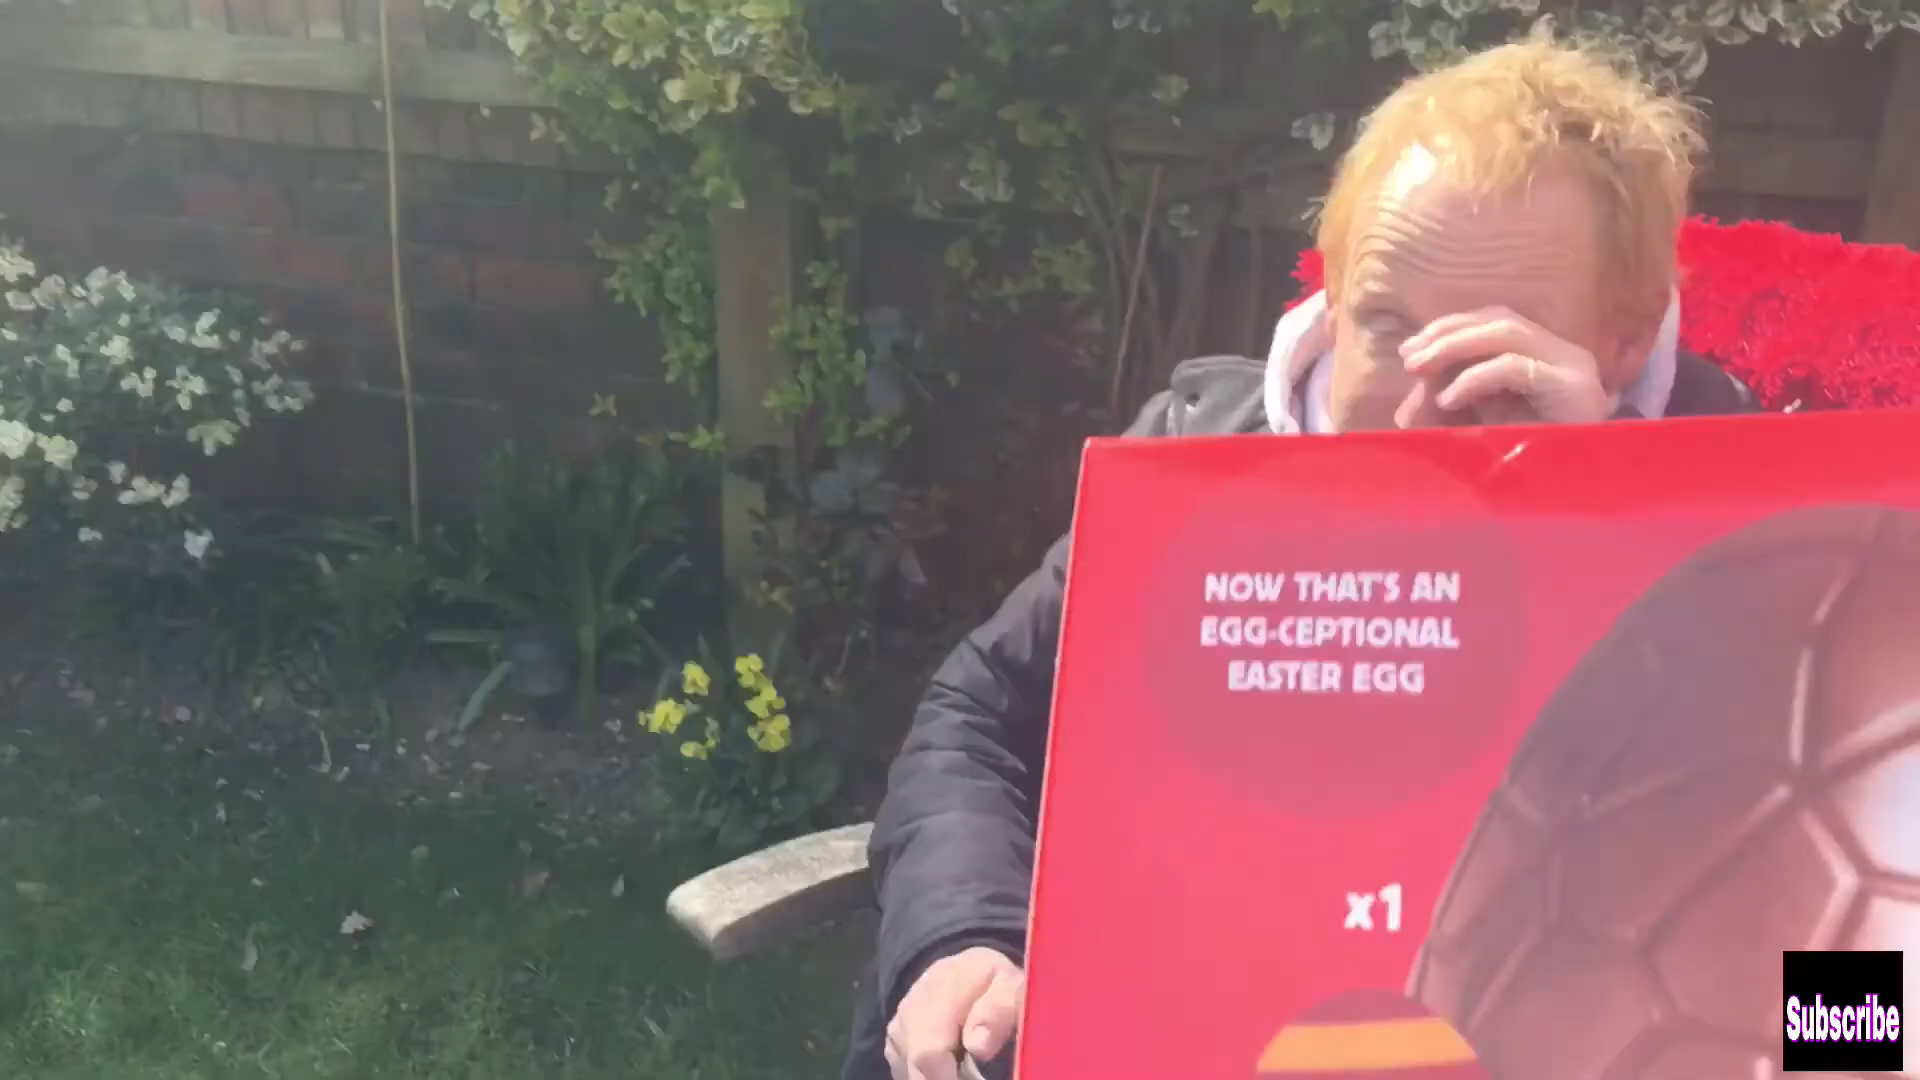 NOW THAT'S AN
EGG-CEPTIONAL
EASTER EGG
x1
Subscribe